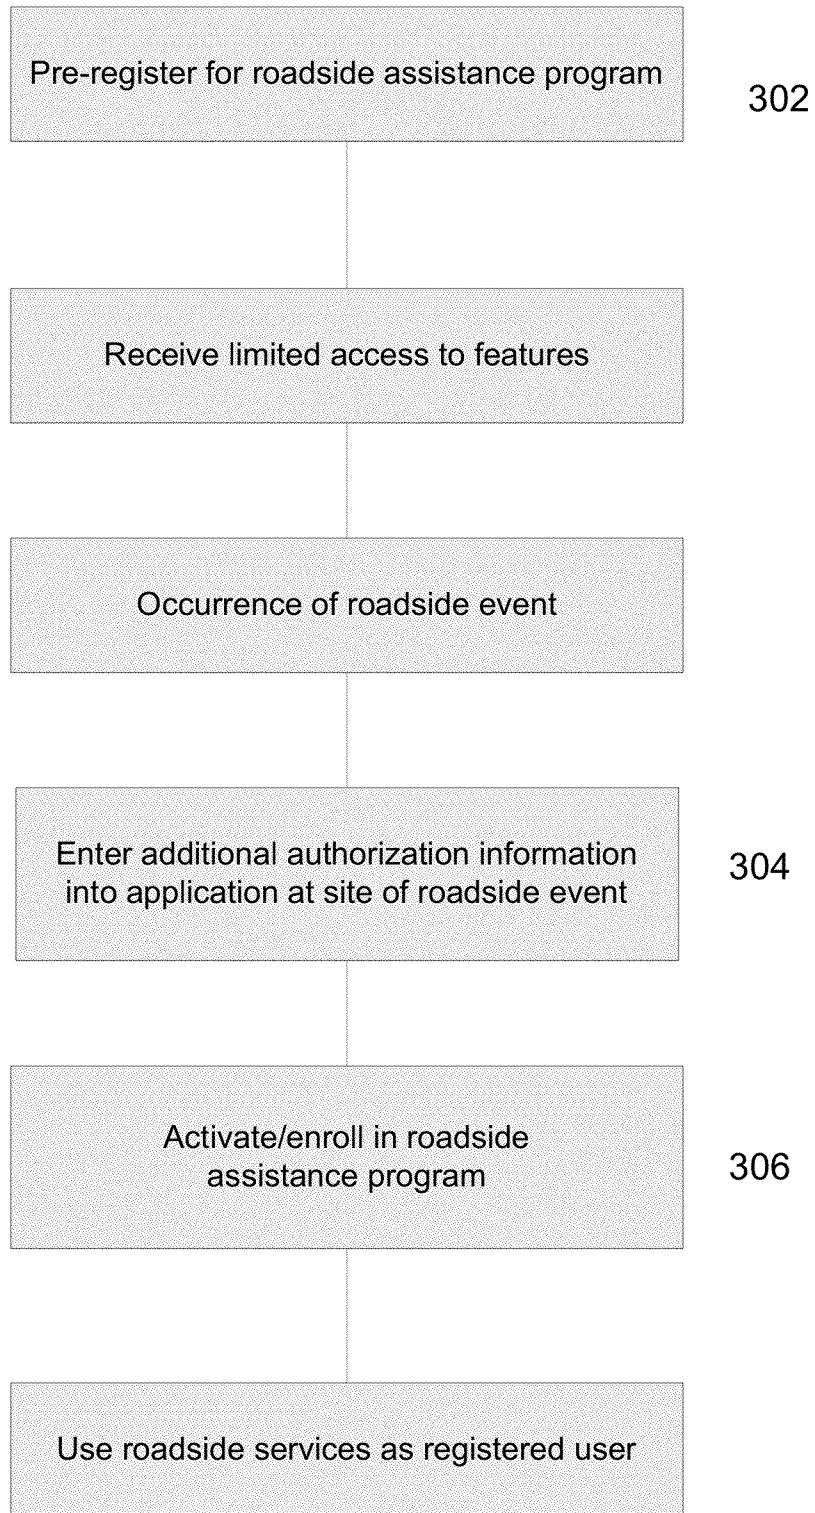 Pre-register for roadside assistance program
302
Receive limited access to features
Occurrence of roadside event
Enter additional authorization information
into application at site of roadside event
304
Activate/enroll in roadside
assistance program
306
Use roadside services as registered user